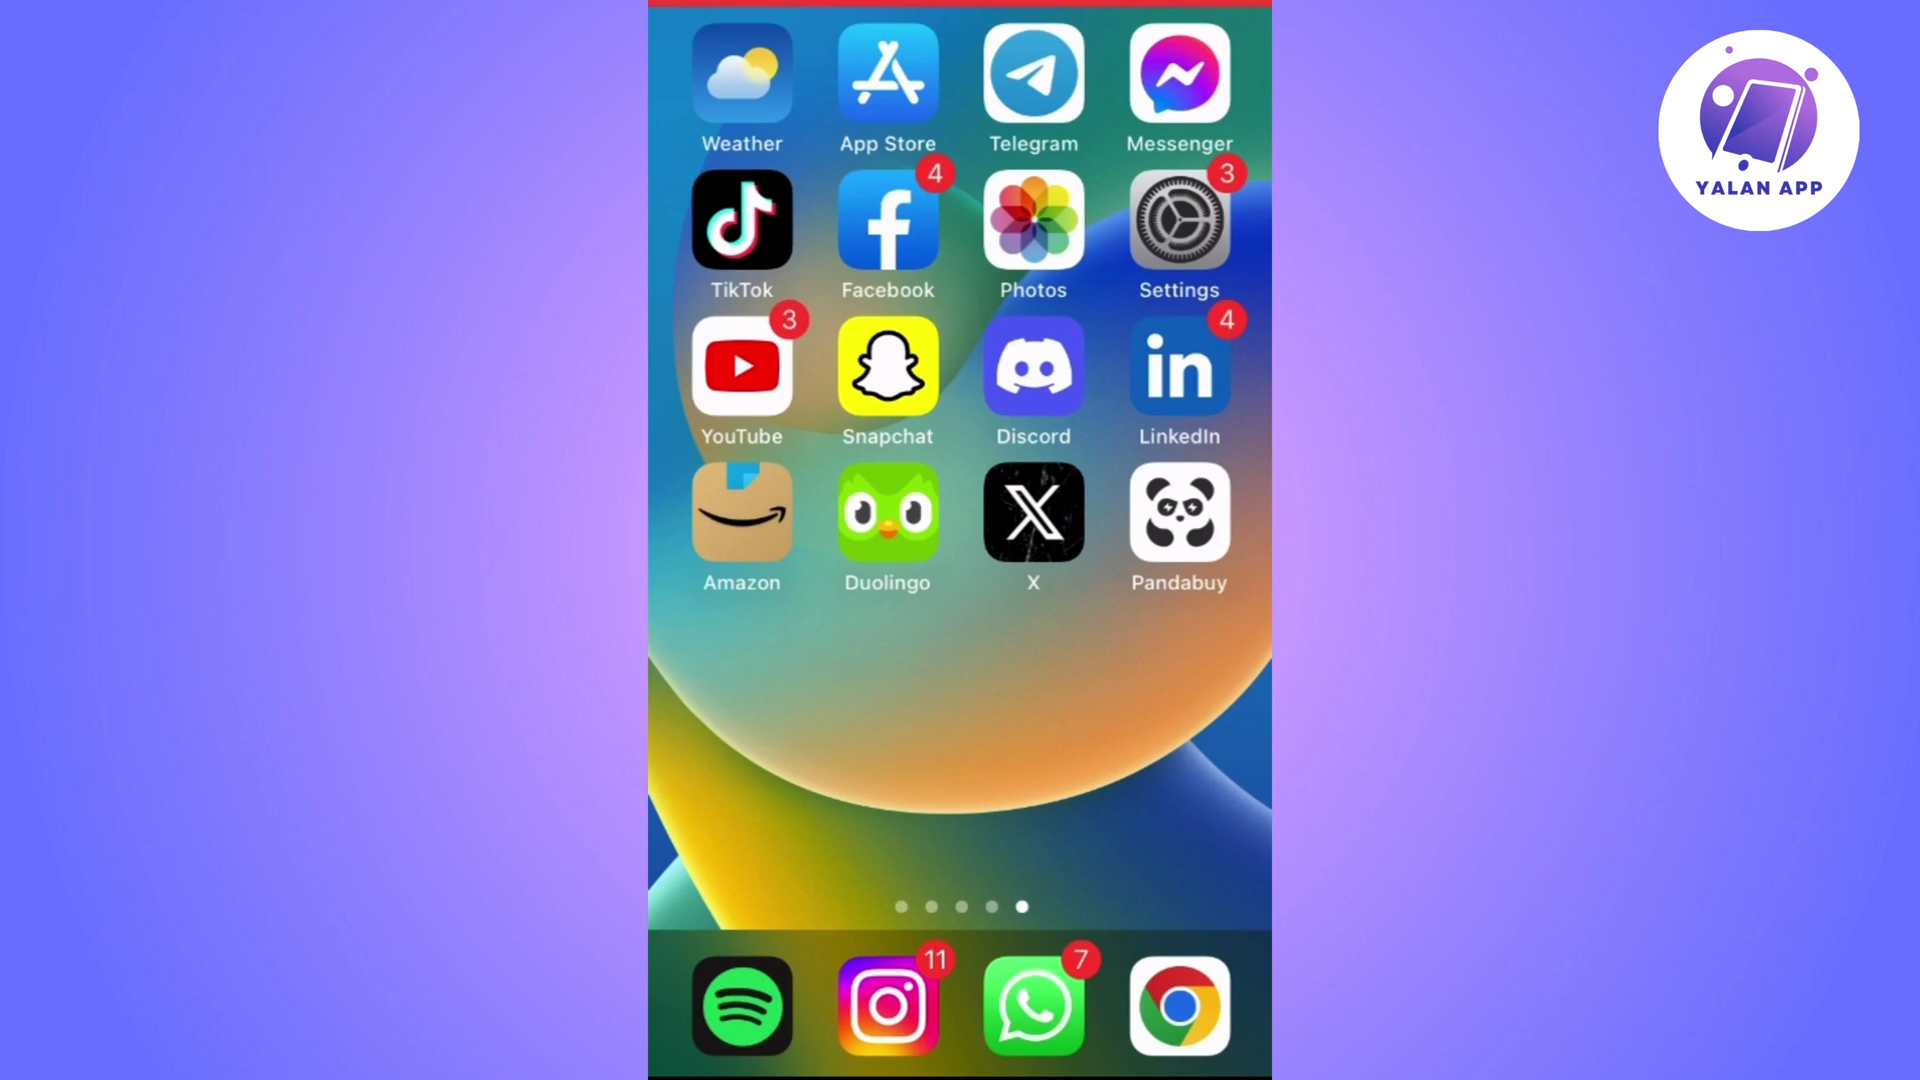 YALAN APP
Weather
App Store
Telegram
Messenger
4
3
TikTok
Facebook
Photos
Settings
3
4
in
YouTube
Snapchat
Discord
LinkedIn
Amazon
Duolingo
X
Pandabuy
11
7